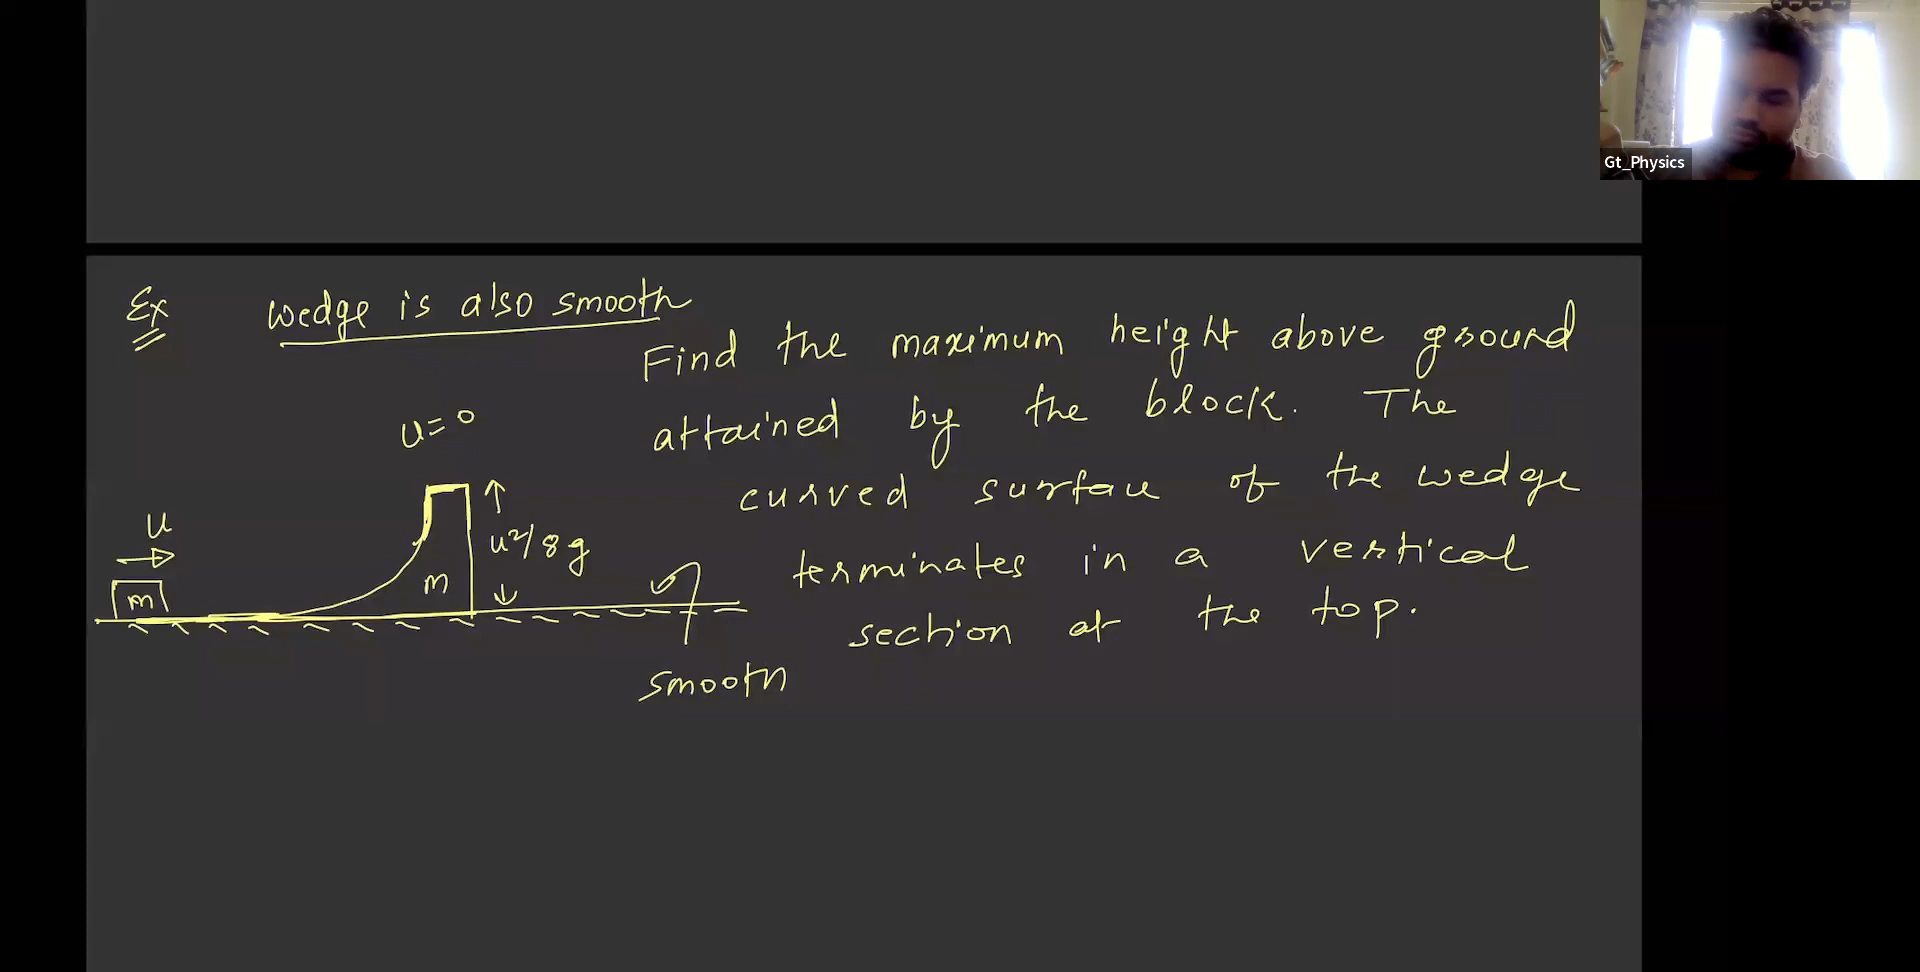 Gt_Physics
Ex wedge is also smooth
Find the maximum height above ground
attained by the block. The
curved surface of the wedge
terminates in a vertical
section at the top.
u=0
u
u²/8g
m
m
smooth